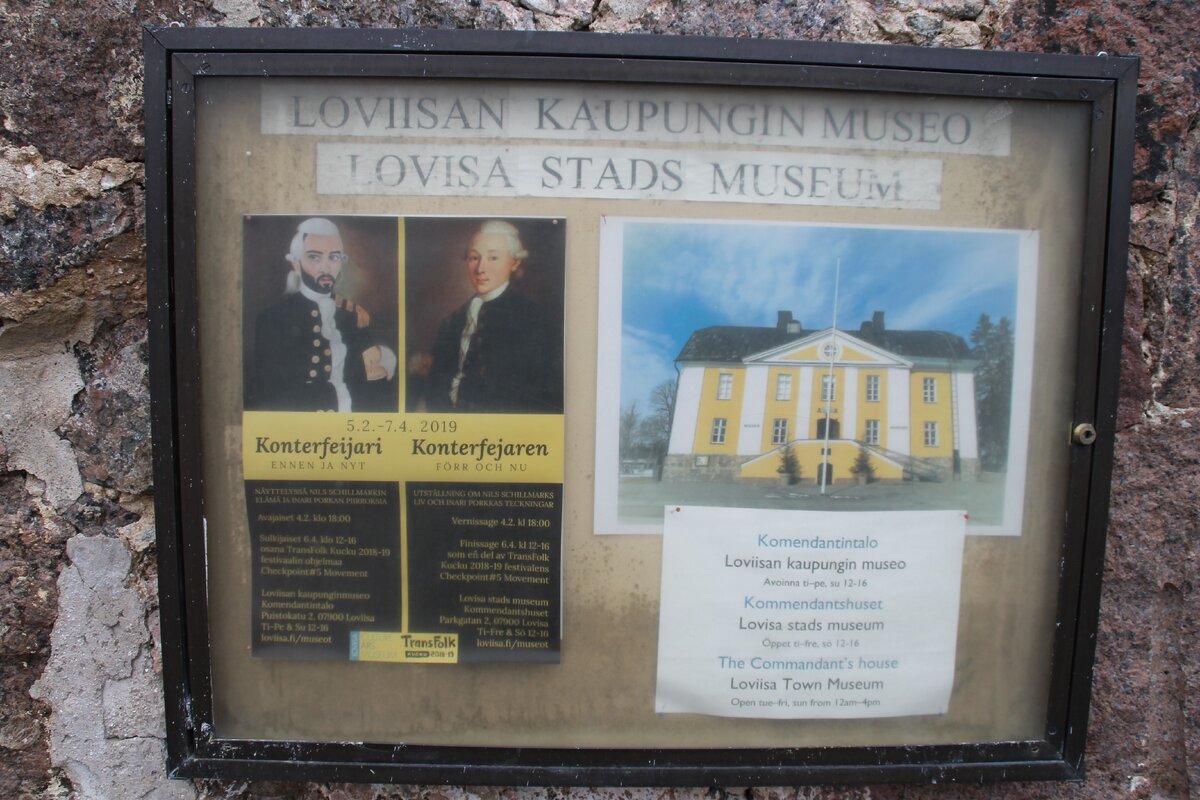 LOVIISAN KAUPUNGIN MUSEO
LOVISA STADS MUSEUM
5.2.-7.4. 2019
Konterfeijari
ENNEN JA NYT
Konterfejaren
FÖRR OCH NU
NÄYTTELYSSÄ NILS SCHILLMARKIN
ELÄMÄ JA INARI PORKAN PIIRROKSIA
Avajaiset 4.2. klo 18:00
Sulkijaiset 6.4. klo 12-16
osana TransFolk Kucku 2018-19
festivaalin ohjelmaa
Checkpoint#5 Movement
Loviisan kaupunginmuseo
Komendantintalo
Puistokatu 2, 07900 Loviisa
Ti-Pe & Su 12-16
loviisa.fi/museot
UTSTÄLLNING OM NILS SCHILLMARKS
LIV OCH INARI PORKKAS TECKNINGAR
Vernissage 4.2. kl 18:00
Finissage 6.4. kl 12-16
som en del av TransFolk
Kucku 2018-19 festivalens
Checkpoint#5 Movement
Lovisa stads museum
Kommendantshuset
Parkgatan 2, 07900 Lovisa
Ti-Fre & Sö 12-16
loviisa.fi/museot
TransFolk
KUCKU 2018-19
Komendantintalo
Loviisan kaupungin museo
Avoinna ti–pe, su 12-16
Kommendantshuset
Lovisa stads museum
Öppet ti–fre, sö 12-16
The Commandant's house
Loviisa Town Museum
Open tue–fri, sun from 12am–4pm